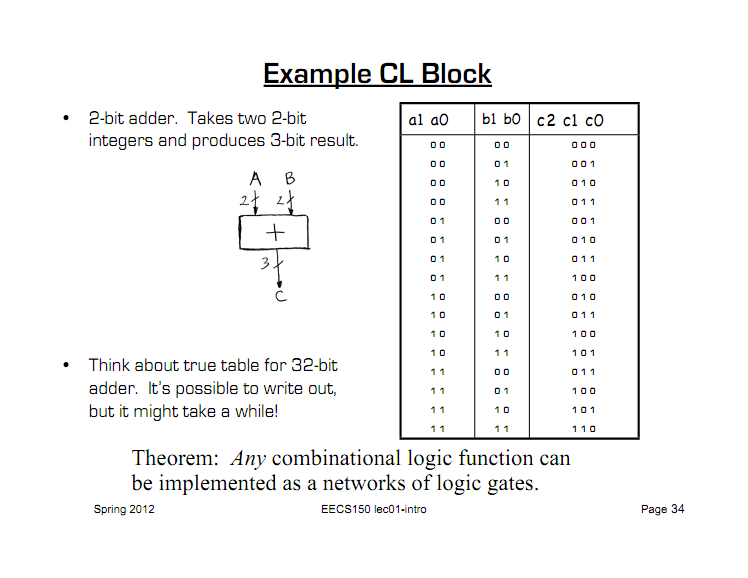 Example CL Block
• 2-bit adder. Takes two 2-bit
integers and produces 3-bit result.
A B
2 2
+
3
C
• Think about true table for 32-bit
adder. It's possible to write out,
but it might take a while!
a1 a0 b1 b0 c2 c1 c0
0 0 0 0 0 0 0
0 0 0 1 0 0 1
0 0 1 0 0 1 0
0 0 1 1 0 1 1
0 1 0 0 0 0 1
0 1 0 1 0 1 0
0 1 1 0 0 1 1
0 1 1 1 1 0 0
1 0 0 0 0 1 0
1 0 0 1 0 1 1
1 0 1 0 1 0 0
1 0 1 1 1 0 1
1 1 0 0 0 1 1
1 1 0 1 1 0 0
1 1 1 0 1 0 1
1 1 1 1 1 1 0
Theorem: Any combinational logic function can
be implemented as a networks of logic gates.
Spring 2012 EECS150 lec01-intro Page 34